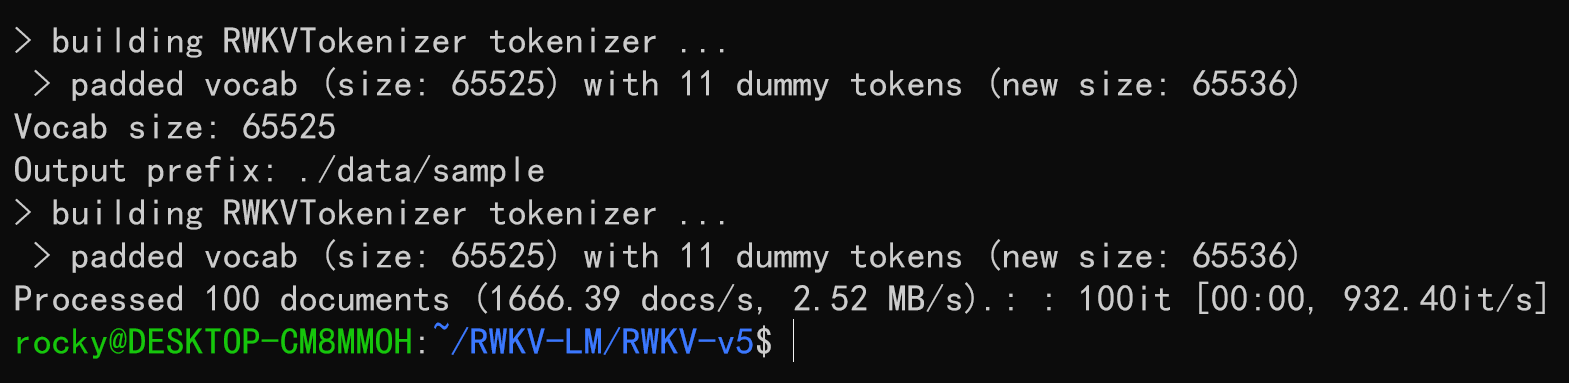 > building RWKVTokenizer tokenizer ...
 > padded vocab (size: 65525) with 11 dummy tokens (new size: 65536)
Vocab size: 65525
Output prefix: ./data/sample
> building RWKVTokenizer tokenizer ...
 > padded vocab (size: 65525) with 11 dummy tokens (new size: 65536)
Processed 100 documents (1666.39 docs/s, 2.52 MB/s).: : 100it [00:00, 932.40it/s]
rocky@DESKTOP-CM8MMOH:~/RWKV-LM/RWKV-v5$